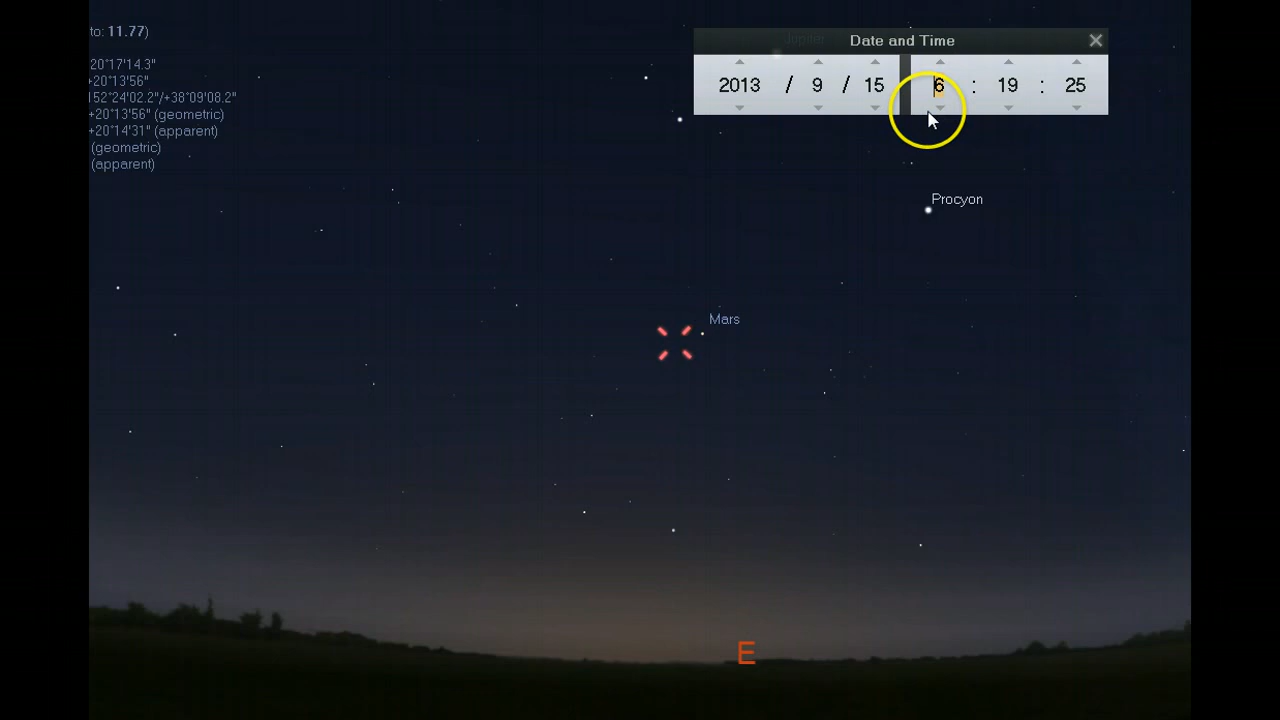 to: 11.77)
20°17'14.3"
+20°13'56"
152°24'02.2"/+38°09'08.2"
+20°13'56" (geometric)
+20°14'31" (apparent)
(geometric)
(apparent)
Jupiter
Date and Time
2013 / 9 / 15 6 : 19 : 25
Procyon
Mars
E